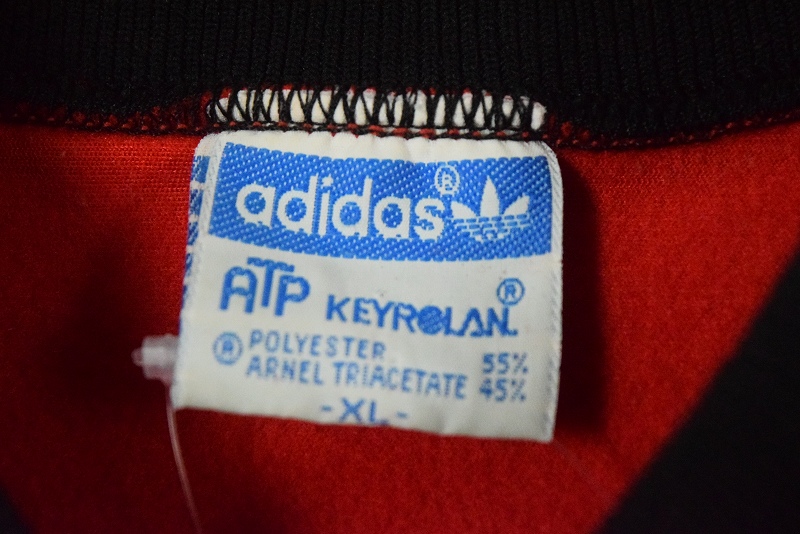 adidas®
ATP KEYROLAN®
® POLYESTER 55%
ARNEL TRIACETATE 45%
-XL-